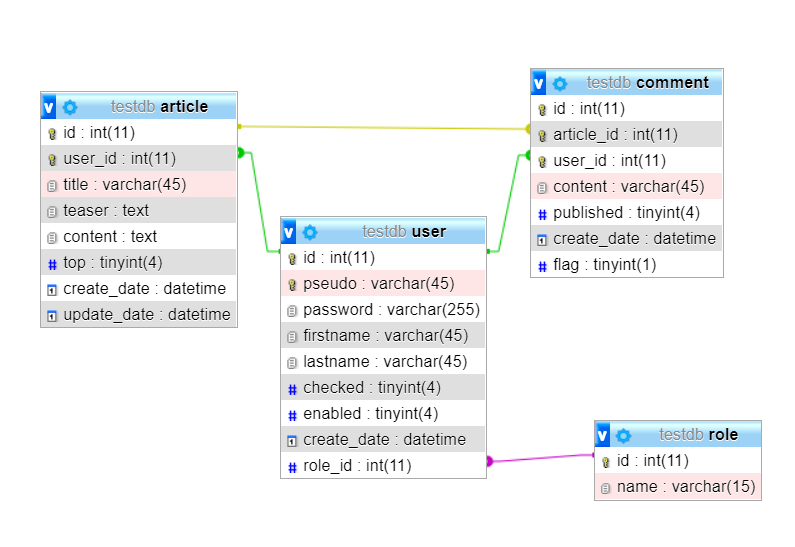 v testdb article
id : int(11)
user_id : int(11)
title : varchar(45)
teaser : text
content : text
# top : tinyint(4)
create_date : datetime
update_date : datetime
v testdb comment
id : int(11)
article_id : int(11)
user_id : int(11)
content : varchar(45)
# published : tinyint(4)
create_date : datetime
# flag : tinyint(1)
v testdb user
id : int(11)
pseudo : varchar(45)
password : varchar(255)
firstname : varchar(45)
lastname : varchar(45)
# checked : tinyint(4)
# enabled : tinyint(4)
create_date : datetime
# role_id : int(11)
v testdb role
id : int(11)
name : varchar(15)